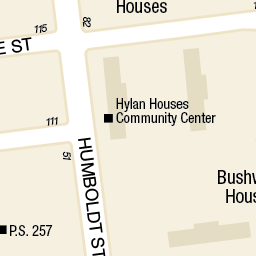 Houses
82
115
E ST
Hylan Houses
Community Center
111
51
HUMBOLDT ST
Bushw
Hous
P.S. 257